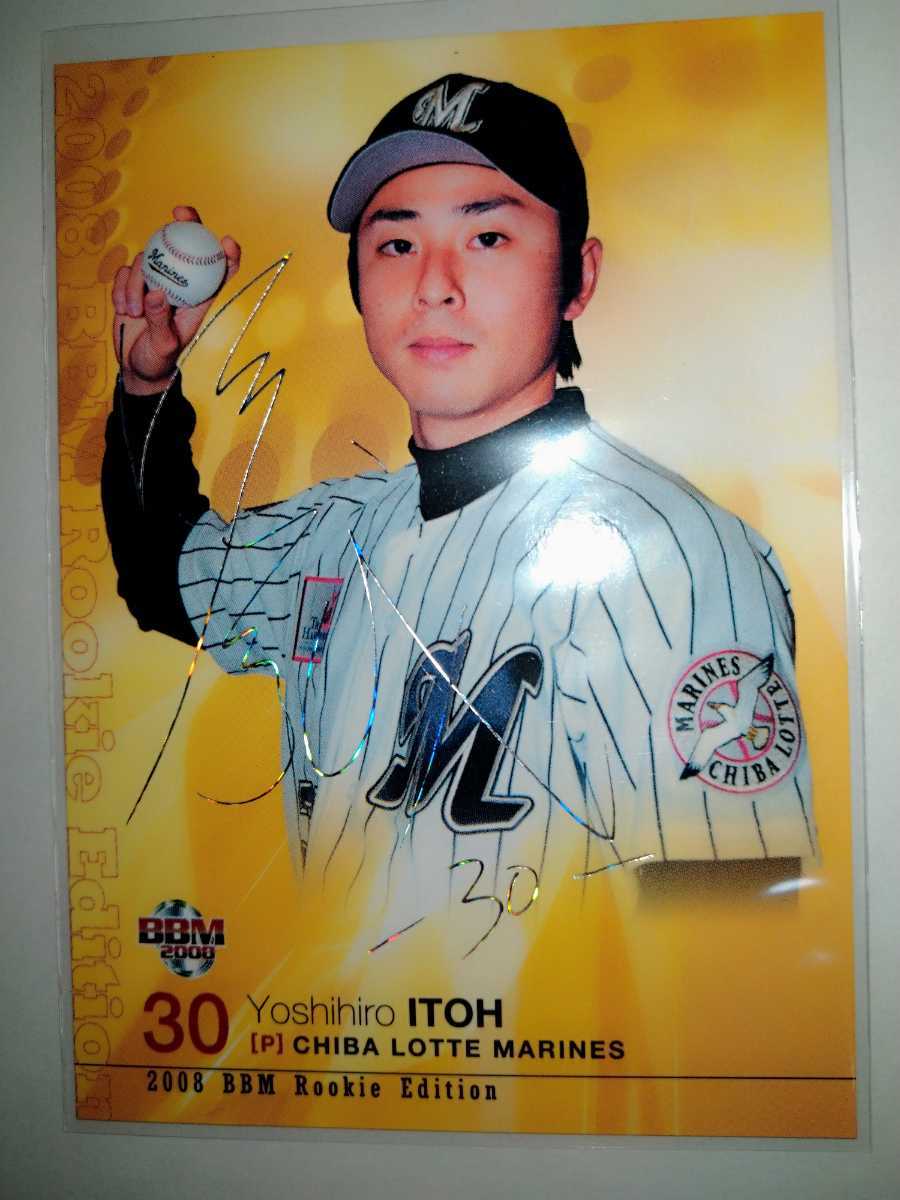 2008 BBM Rookie Edition
M
Marines
M
MARINES
CHIBA LOTTE
30
BBM
2008
30 Yoshihiro ITOH
[P] CHIBA LOTTE MARINES
2008 BBM Rookie Edition